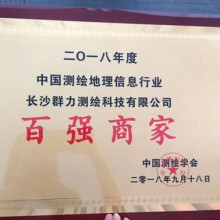 二〇一八年度
中国测绘地理信息行业
长沙群力测绘科技有限公司
百强商家
中国测绘学会
二零一八年九月十八日